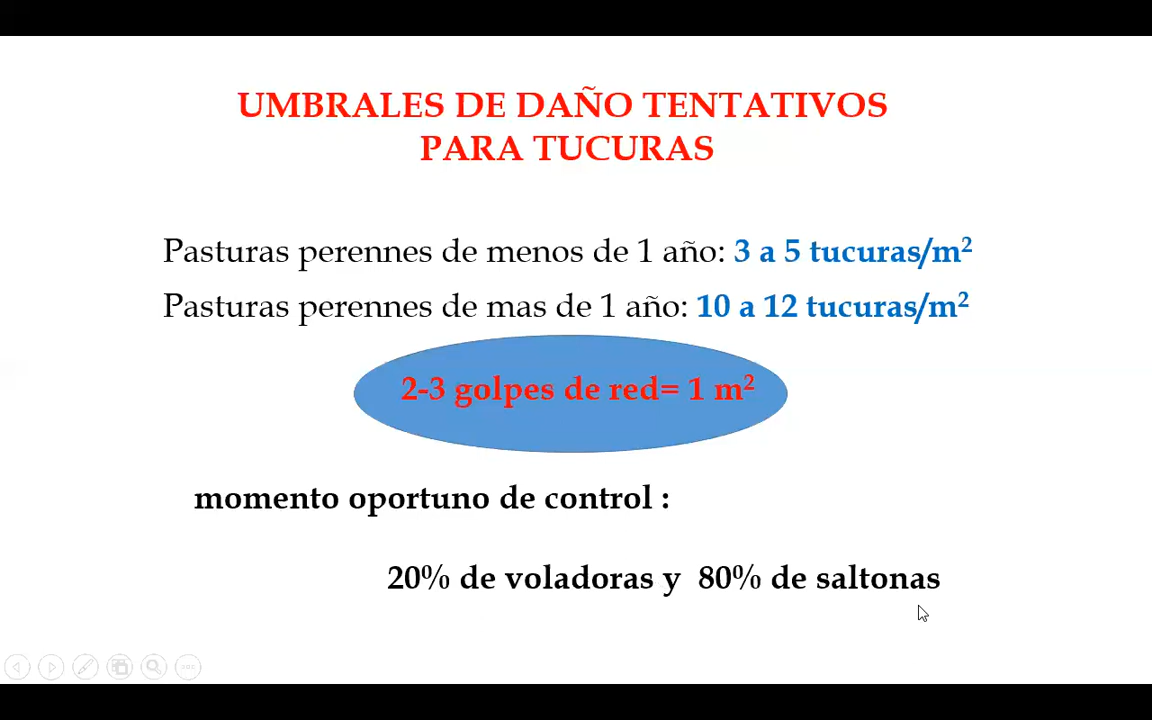 UMBRALES DE DAÑO TENTATIVOS
PARA TUCURAS
Pasturas perennes de menos de 1 año: 3 a 5 tucuras/m²
Pasturas perennes de mas de 1 año: 10 a 12 tucuras/m²
2-3 golpes de red= 1 m²
momento oportuno de control :
20% de voladoras y 80% de saltonas